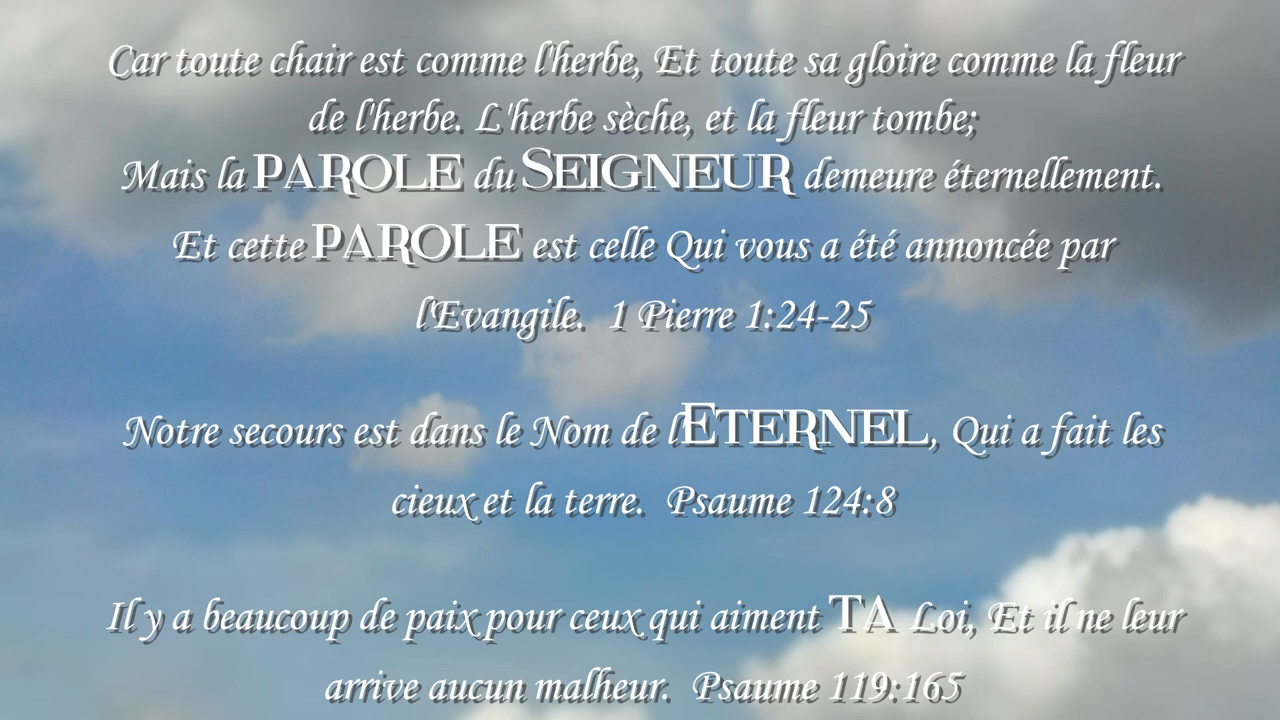 Car toute chair est comme l'herbe, Et toute sa gloire comme la fleur
de l'herbe. L'herbe sèche, et la fleur tombe;
Mais la PAROLE du SEIGNEUR demeure éternellement.
Et cette PAROLE est celle Qui vous a été annoncée par
l'Evangile. 1 Pierre 1:24-25
Notre secours est dans le Nom de l'ETERNEL, Qui a fait les
cieux et la terre. Psaume 124:8
Il y a beaucoup de paix pour ceux qui aiment TA Loi, Et il ne leur
arrive aucun malheur. Psaume 119:165